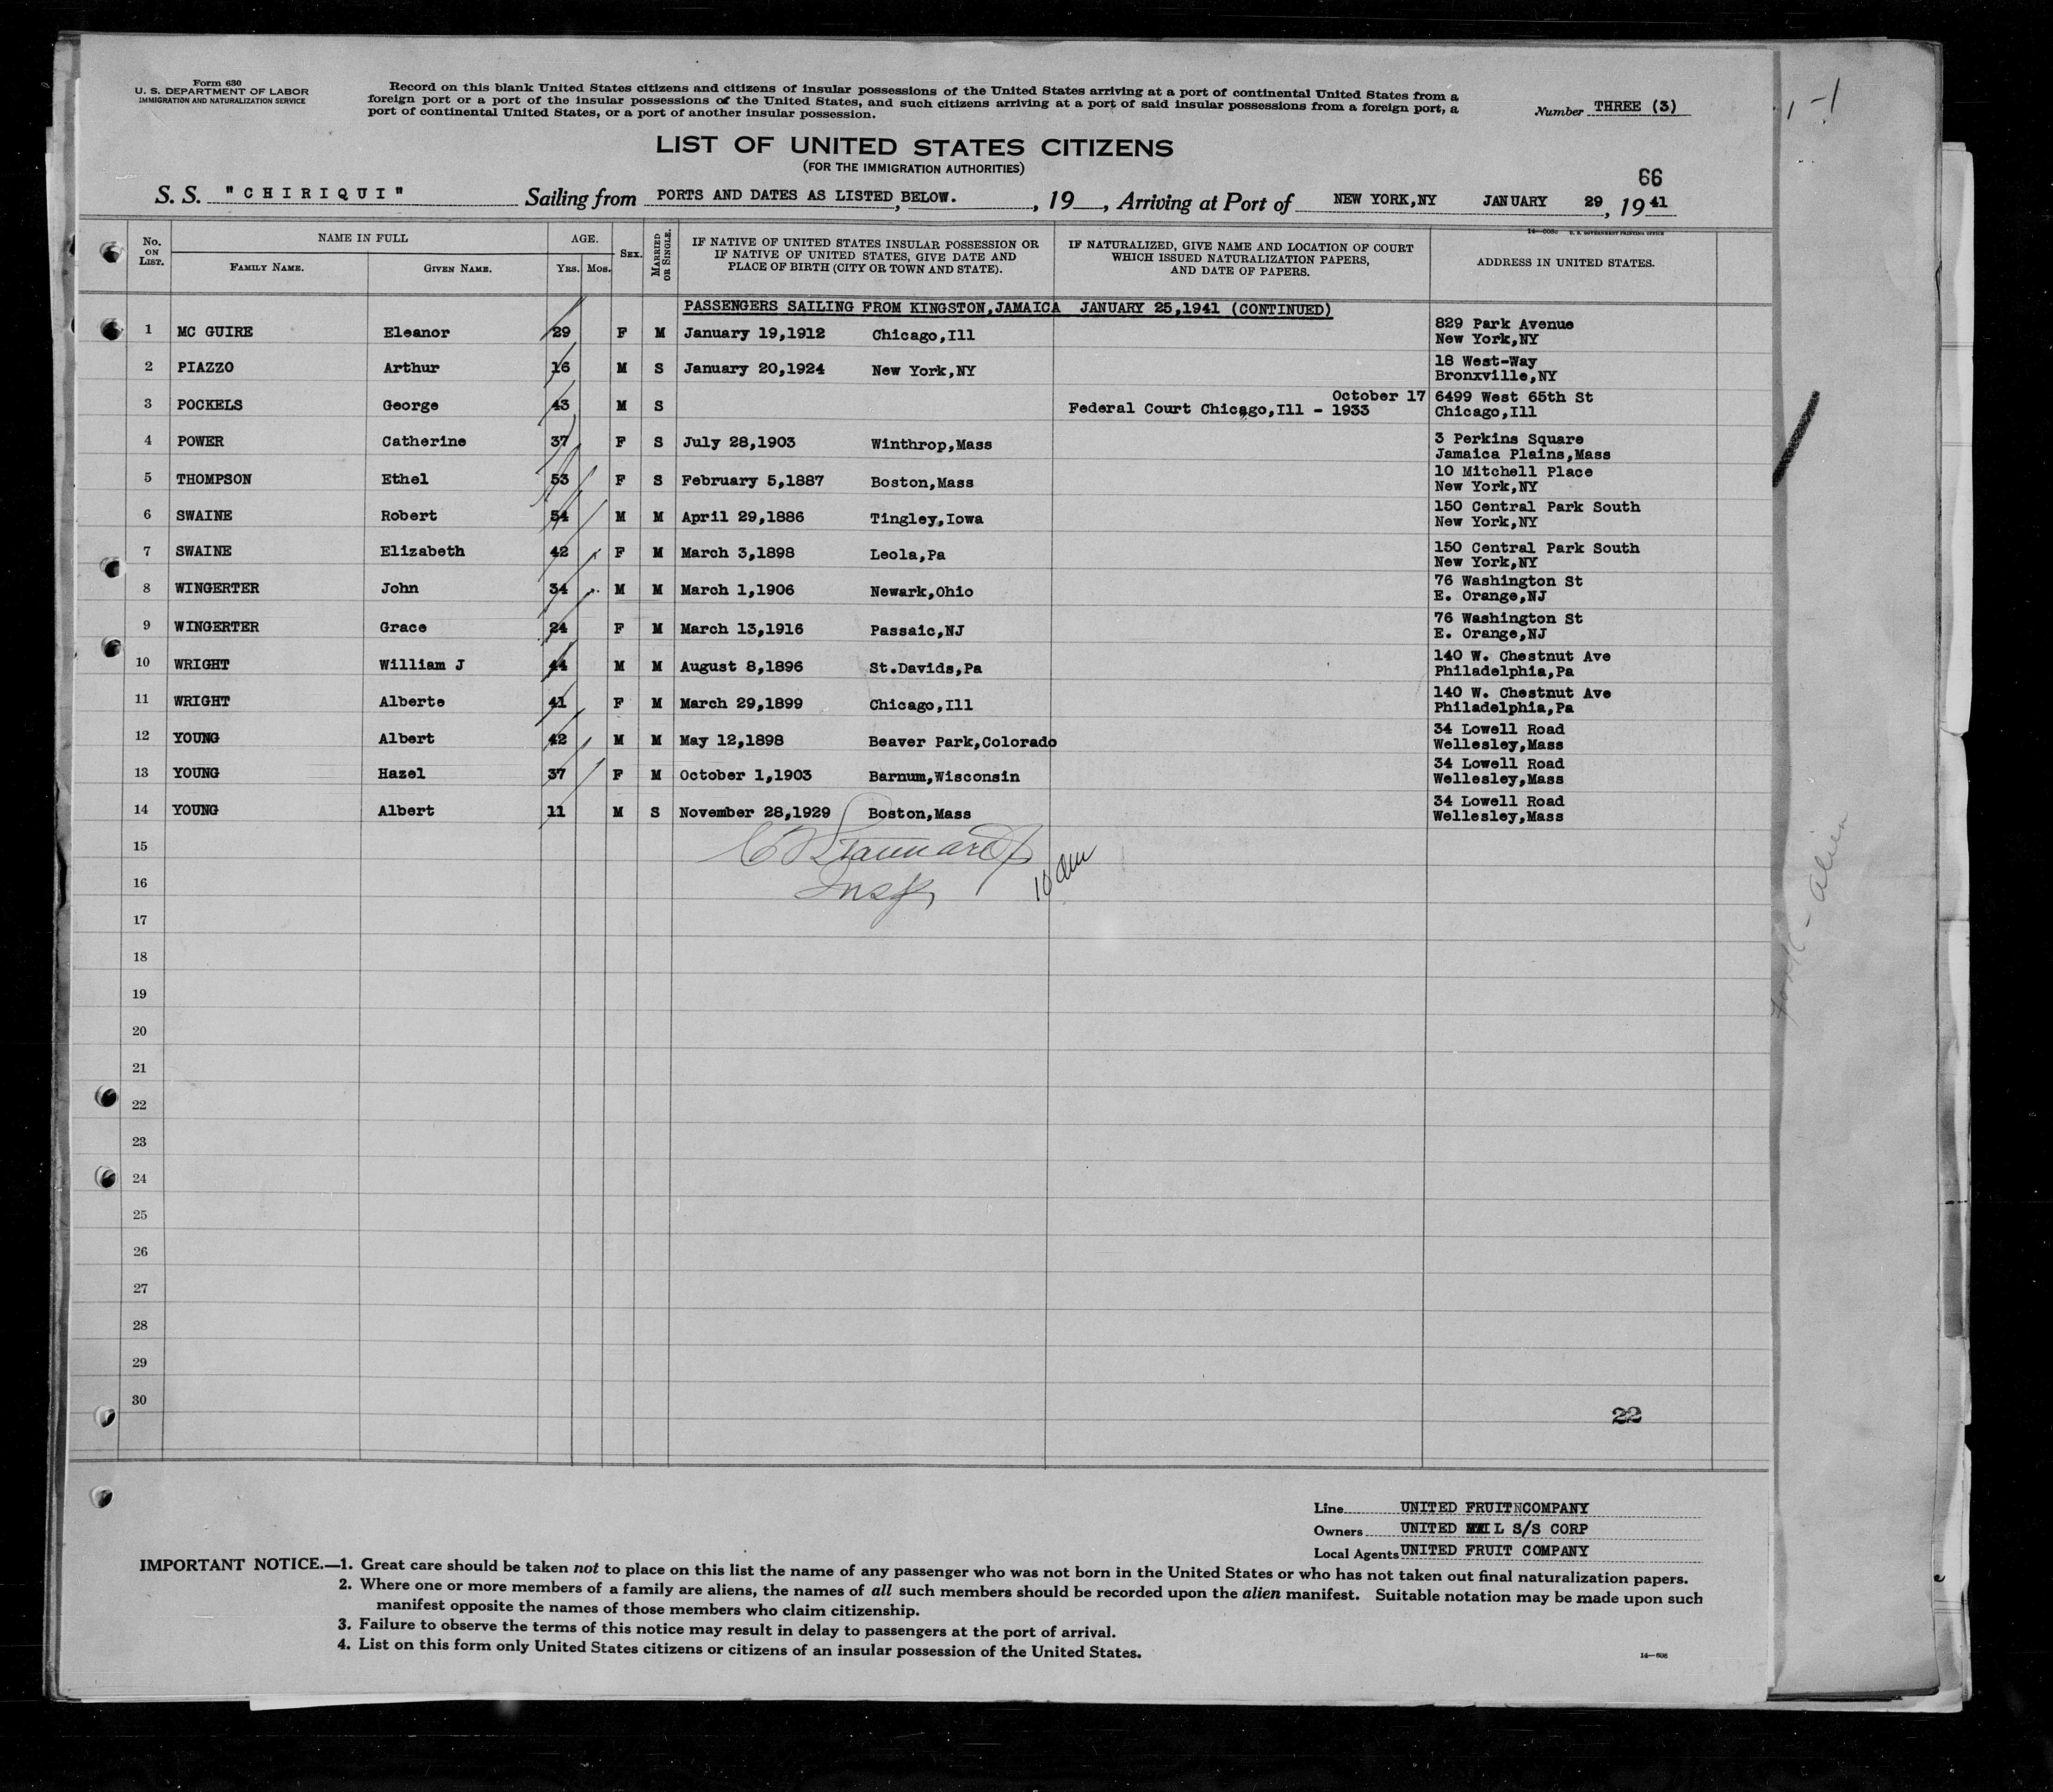 Form 630
U. S. DEPARTMENT OF LABOR
IMMIGRATION AND NATURALIZATION SERVICE
Record on this blank United States citizens and citizens of insular possessions of the United States arriving at a port of continental United States from a
foreign port or a port of the insular possessions of the United States, and such citizens arriving at a port of said insular possessions from a foreign port, a
port of continental United States, or a port of another insular possession.
Number THREE (3)
LIST OF UNITED STATES CITIZENS
(FOR THE IMMIGRATION AUTHORITIES)
66
S. S. "CHIRIQUI" Sailing from PORTS AND DATES AS LISTED BELOW. , 19 , Arriving at Port of NEW YORK,NY JANUARY 29, 1941
No. ON LIST. NAME IN FULL FAMILY NAME. GIVEN NAME. AGE. YRS. MOS. SEX. MARRIED OR SINGLE. IF NATIVE OF UNITED STATES INSULAR POSSESSION OR IF NATIVE OF UNITED STATES, GIVE DATE AND PLACE OF BIRTH (CITY OR TOWN AND STATE). IF NATURALIZED, GIVE NAME AND LOCATION OF COURT WHICH ISSUED NATURALIZATION PAPERS, AND DATE OF PAPERS. ADDRESS IN UNITED STATES.
PASSENGERS SAILING FROM KINGSTON,JAMAICA JANUARY 25,1941 (CONTINUED)
1 MC GUIRE Eleanor 29 F M January 19,1912 Chicago,Ill 829 Park Avenue New York,NY
2 PIAZZO Arthur 16 M S January 20,1924 New York,NY 18 West-Way Bronxville,NY
3 POCKELS George 43 M S Federal Court Chicago,Ill - October 17 1933 6499 West 65th St Chicago,Ill
4 POWER Catherine 37 F S July 28,1903 Winthrop,Mass 3 Perkins Square Jamaica Plains,Mass
5 THOMPSON Ethel 53 F S February 5,1887 Boston,Mass 10 Mitchell Place New York,NY
6 SWAINE Robert 54 M M April 29,1886 Tingley,Iowa 150 Central Park South New York,NY
7 SWAINE Elizabeth 42 F M March 3,1898 Leola,Pa 150 Central Park South New York,NY
8 WINGERTER John 34 M M March 1,1906 Newark,Ohio 76 Washington St E. Orange,NJ
9 WINGERTER Grace 24 F M March 13,1916 Passaic,NJ 76 Washington St E. Orange,NJ
10 WRIGHT William J 44 M M August 8,1896 St.Davids,Pa 140 W. Chestnut Ave Philadelphia,Pa
11 WRIGHT Alberte 41 F M March 29,1899 Chicago,Ill 140 W. Chestnut Ave Philadelphia,Pa
12 YOUNG Albert 42 M M May 12,1898 Beaver Park,Colorado 34 Lowell Road Wellesley,Mass
13 YOUNG Hazel 37 F M October 1,1903 Barnum,Wisconsin 34 Lowell Road Wellesley,Mass
14 YOUNG Albert 11 M S November 28,1929 Boston,Mass 34 Lowell Road Wellesley,Mass
15
16 Insp.
17
18
19
20
21
22
23
24
25
26
27
28
29
30
22
Line UNITED FRUIT COMPANY
Owners UNITED L S/S CORP
Local Agents UNITED FRUIT COMPANY
IMPORTANT NOTICE.—1. Great care should be taken not to place on this list the name of any passenger who was not born in the United States or who has not taken out final naturalization papers.
2. Where one or more members of a family are aliens, the names of all such members should be recorded upon the alien manifest. Suitable notation may be made upon such
manifest opposite the names of those members who claim citizenship.
3. Failure to observe the terms of this notice may result in delay to passengers at the port of arrival.
4. List on this form only United States citizens or citizens of an insular possession of the United States.
14—606
alien